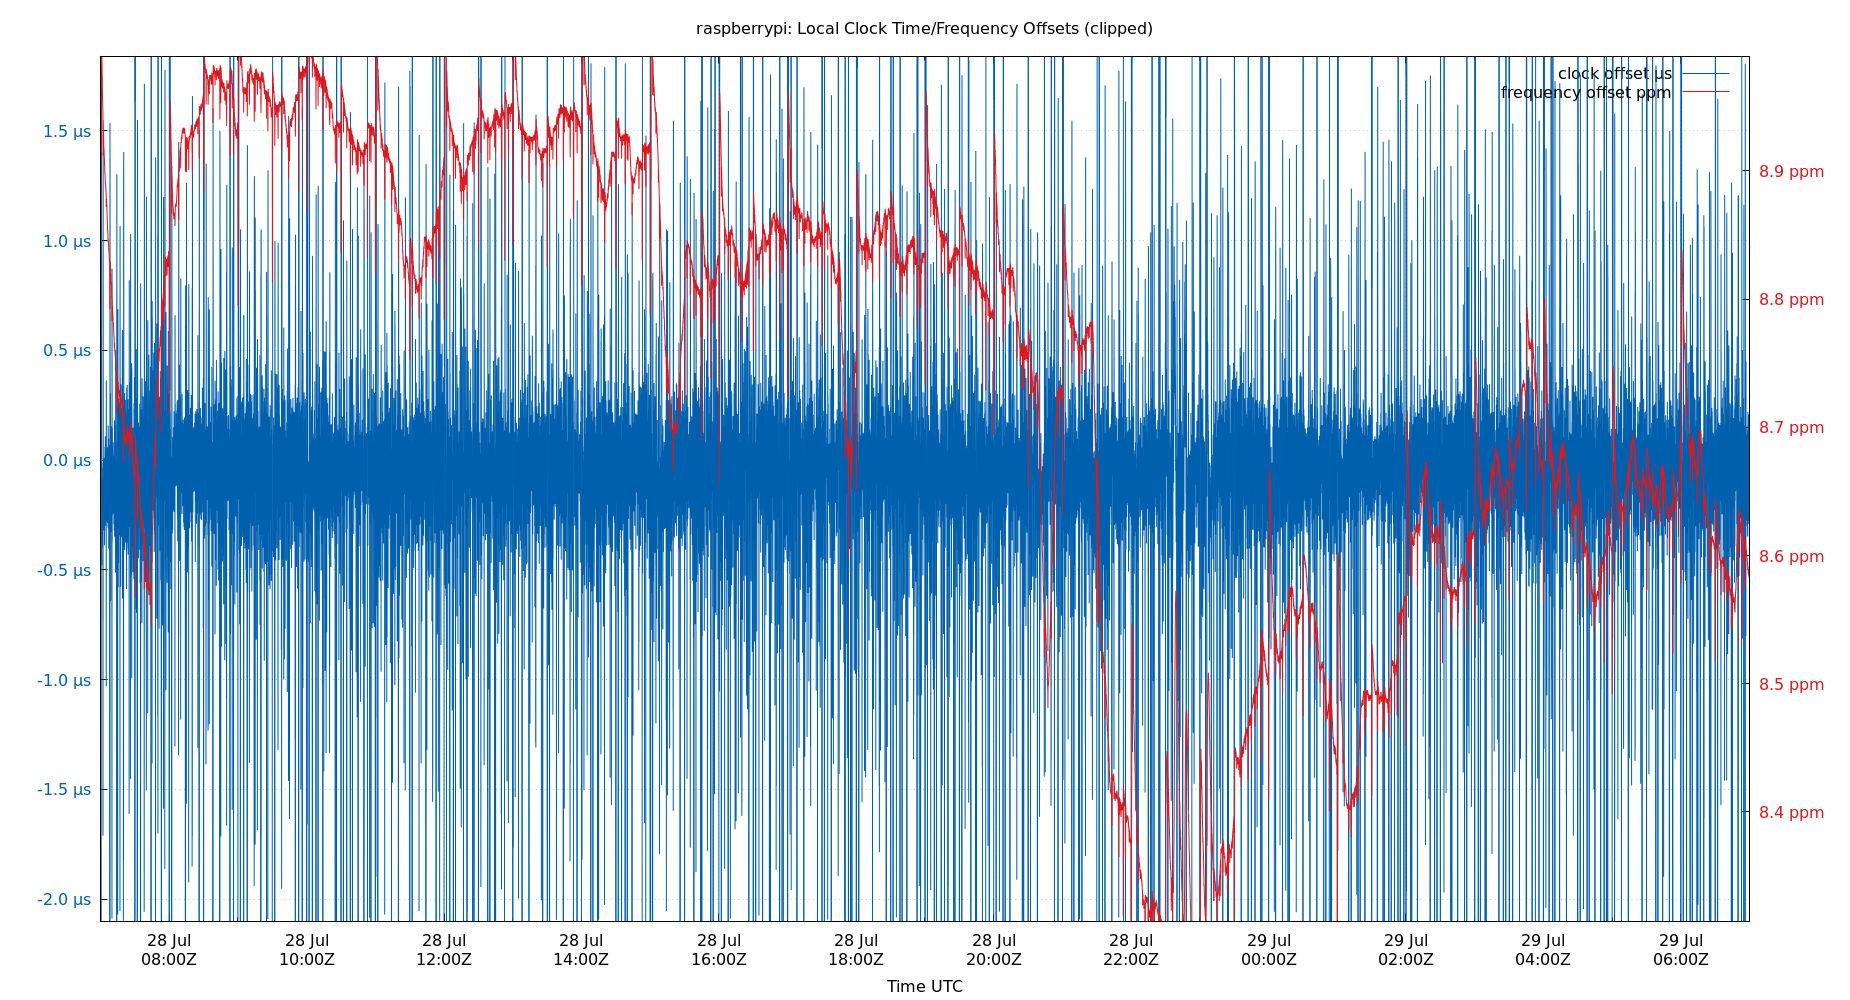 raspberrypi: Local Clock Time/Frequency Offsets (clipped)
clock offset µs
frequency offset ppm
1.5 µs
1.0 µs
0.5 µs
0.0 µs
-0.5 µs
-1.0 µs
-1.5 µs
-2.0 µs
8.9 ppm
8.8 ppm
8.7 ppm
8.6 ppm
8.5 ppm
8.4 ppm
28 Jul
08:00Z
28 Jul
10:00Z
28 Jul
12:00Z
28 Jul
14:00Z
28 Jul
16:00Z
28 Jul
18:00Z
28 Jul
20:00Z
28 Jul
22:00Z
29 Jul
00:00Z
29 Jul
02:00Z
29 Jul
04:00Z
29 Jul
06:00Z
Time UTC